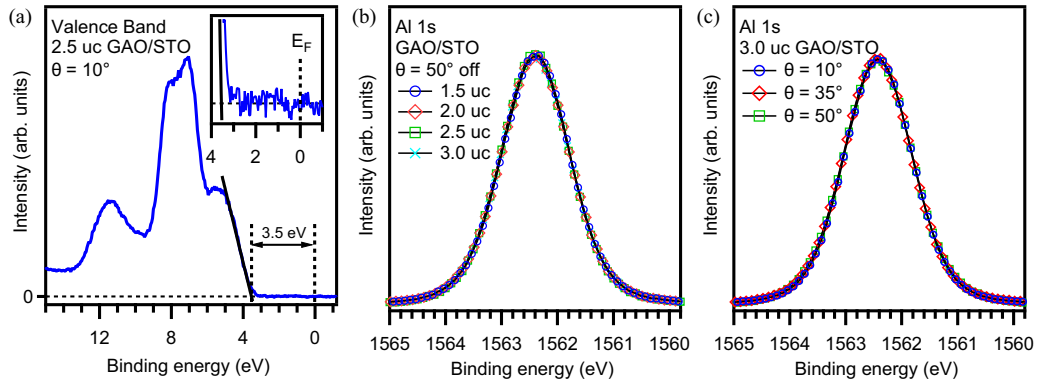 (a)
Valence Band
2.5 uc GAO/STO
θ = 10°
E_F
4 2 0
3.5 eV
0
12 8 4 0
Binding energy (eV)
Intensity (arb. units)
(b)
Al 1s
GAO/STO
θ = 50° off
1.5 uc
2.0 uc
2.5 uc
3.0 uc
1565 1564 1563 1562 1561 1560
Binding energy (eV)
Intensity (arb. units)
(c)
Al 1s
3.0 uc GAO/STO
θ = 10°
θ = 35°
θ = 50°
1565 1564 1563 1562 1561 1560
Binding energy (eV)
Intensity (arb. units)